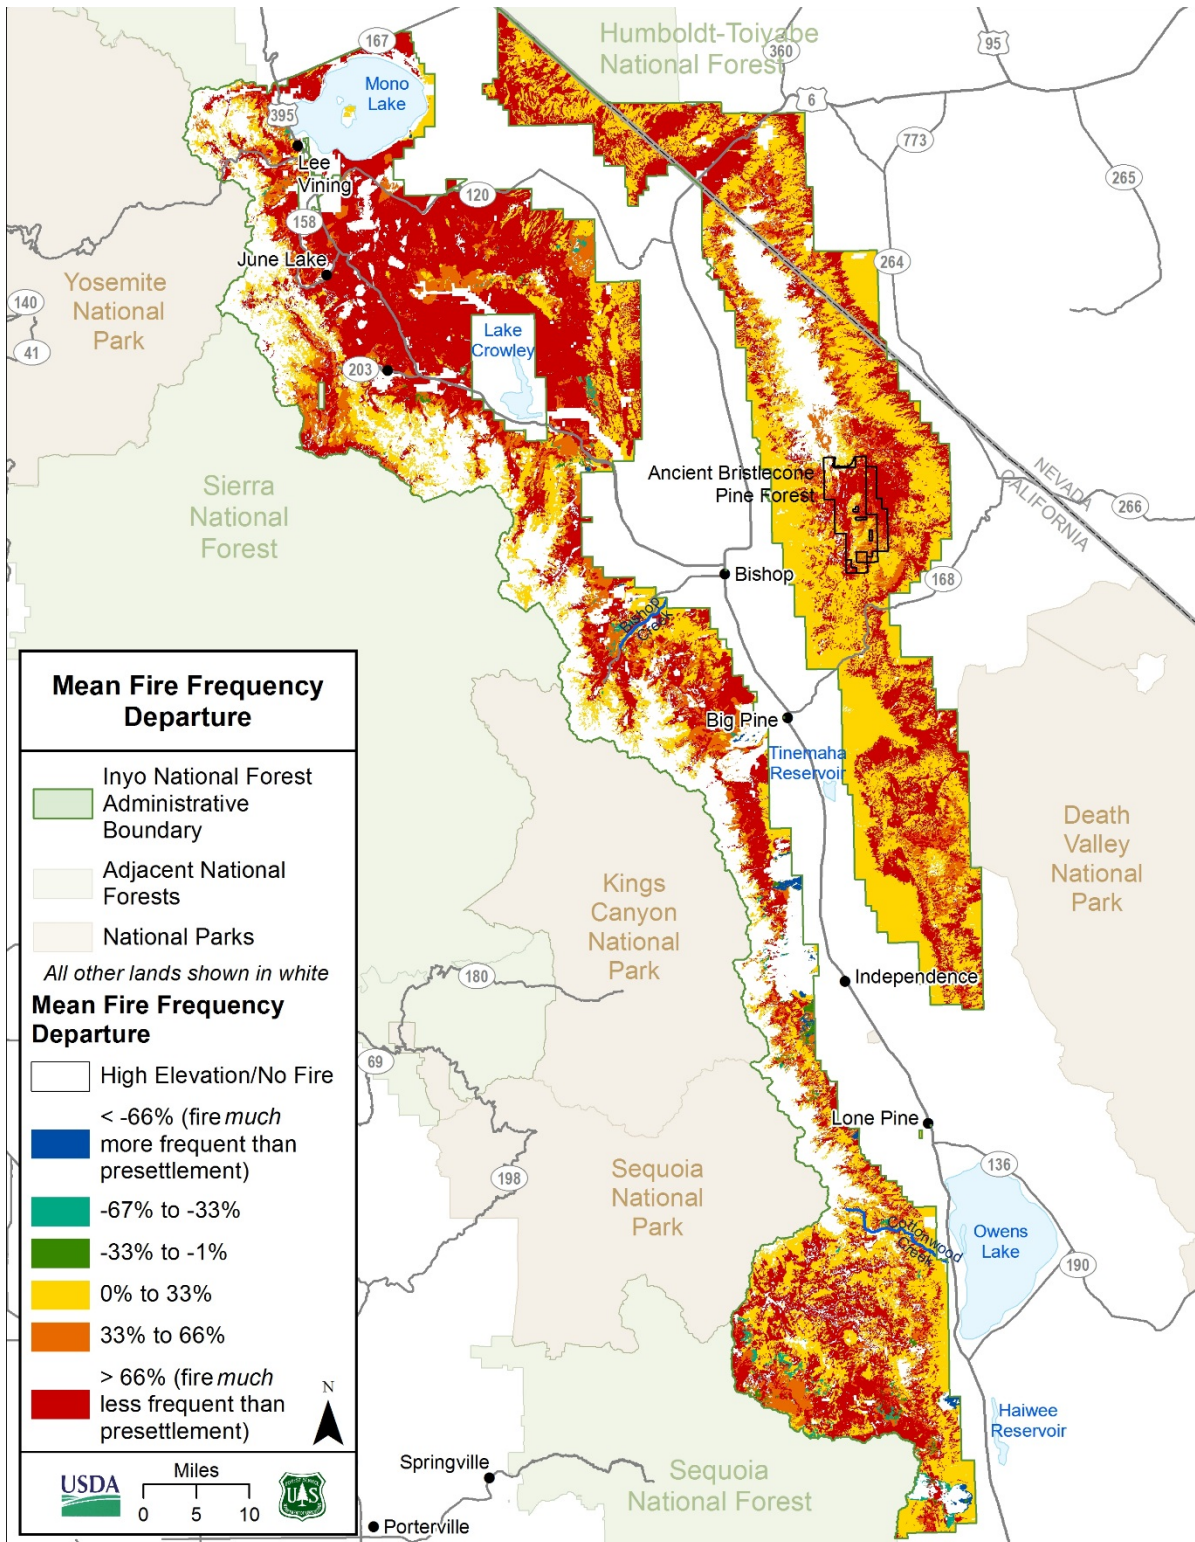 Humboldt-Toiyabe
National Forest
167
360
95
6
Mono
Lake
395
773
Lee
Vining
265
120
158
June Lake
264
Yosemite
National
Park
140
41
Lake
Crowley
203
Ancient Bristlecone
Pine Forest
NEVADA
CALIFORNIA
266
Sierra
National
Forest
Bishop
168
Bishop
Creek
Big Pine
Tinemaha
Reservoir
Death
Valley
National
Park
Kings
Canyon
National
Park
Independence
180
69
Lone Pine
136
Sequoia
National
Park
198
Cottonwood
Creek
Owens
Lake
190
Haiwee
Reservoir
Springville
Sequoia
National Forest
Porterville
Mean Fire Frequency
Departure
Inyo National Forest
Administrative
Boundary
Adjacent National
Forests
National Parks
All other lands shown in white
Mean Fire Frequency
Departure
High Elevation/No Fire
< -66% (fire much
more frequent than
presettlement)
-67% to -33%
-33% to -1%
0% to 33%
33% to 66%
> 66% (fire much
less frequent than
presettlement)
N
USDA
Miles
0 5 10
U S